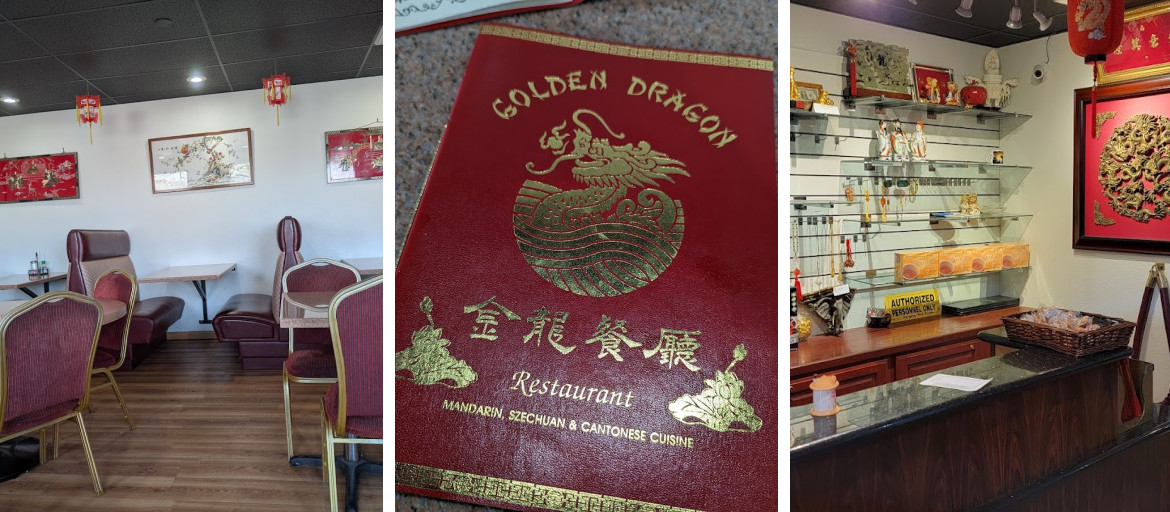 GOLDEN DRAGON
金龍餐廳
Restaurant
MANDARIN, SZECHUAN & CANTONESE CUISINE
AUTHORIZED
PERSONNEL ONLY